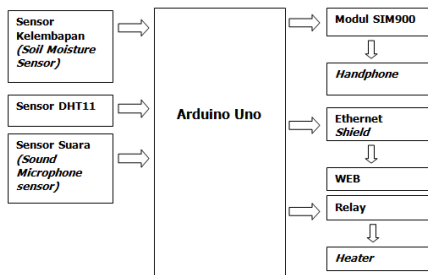 Sensor
Kelembapan
(Soil Moisture
Sensor)
Sensor DHT11
Sensor Suara
(Sound
Microphone
sensor)
Arduino Uno
Modul SIM900
Handphone
Ethernet
Shield
WEB
Relay
Heater